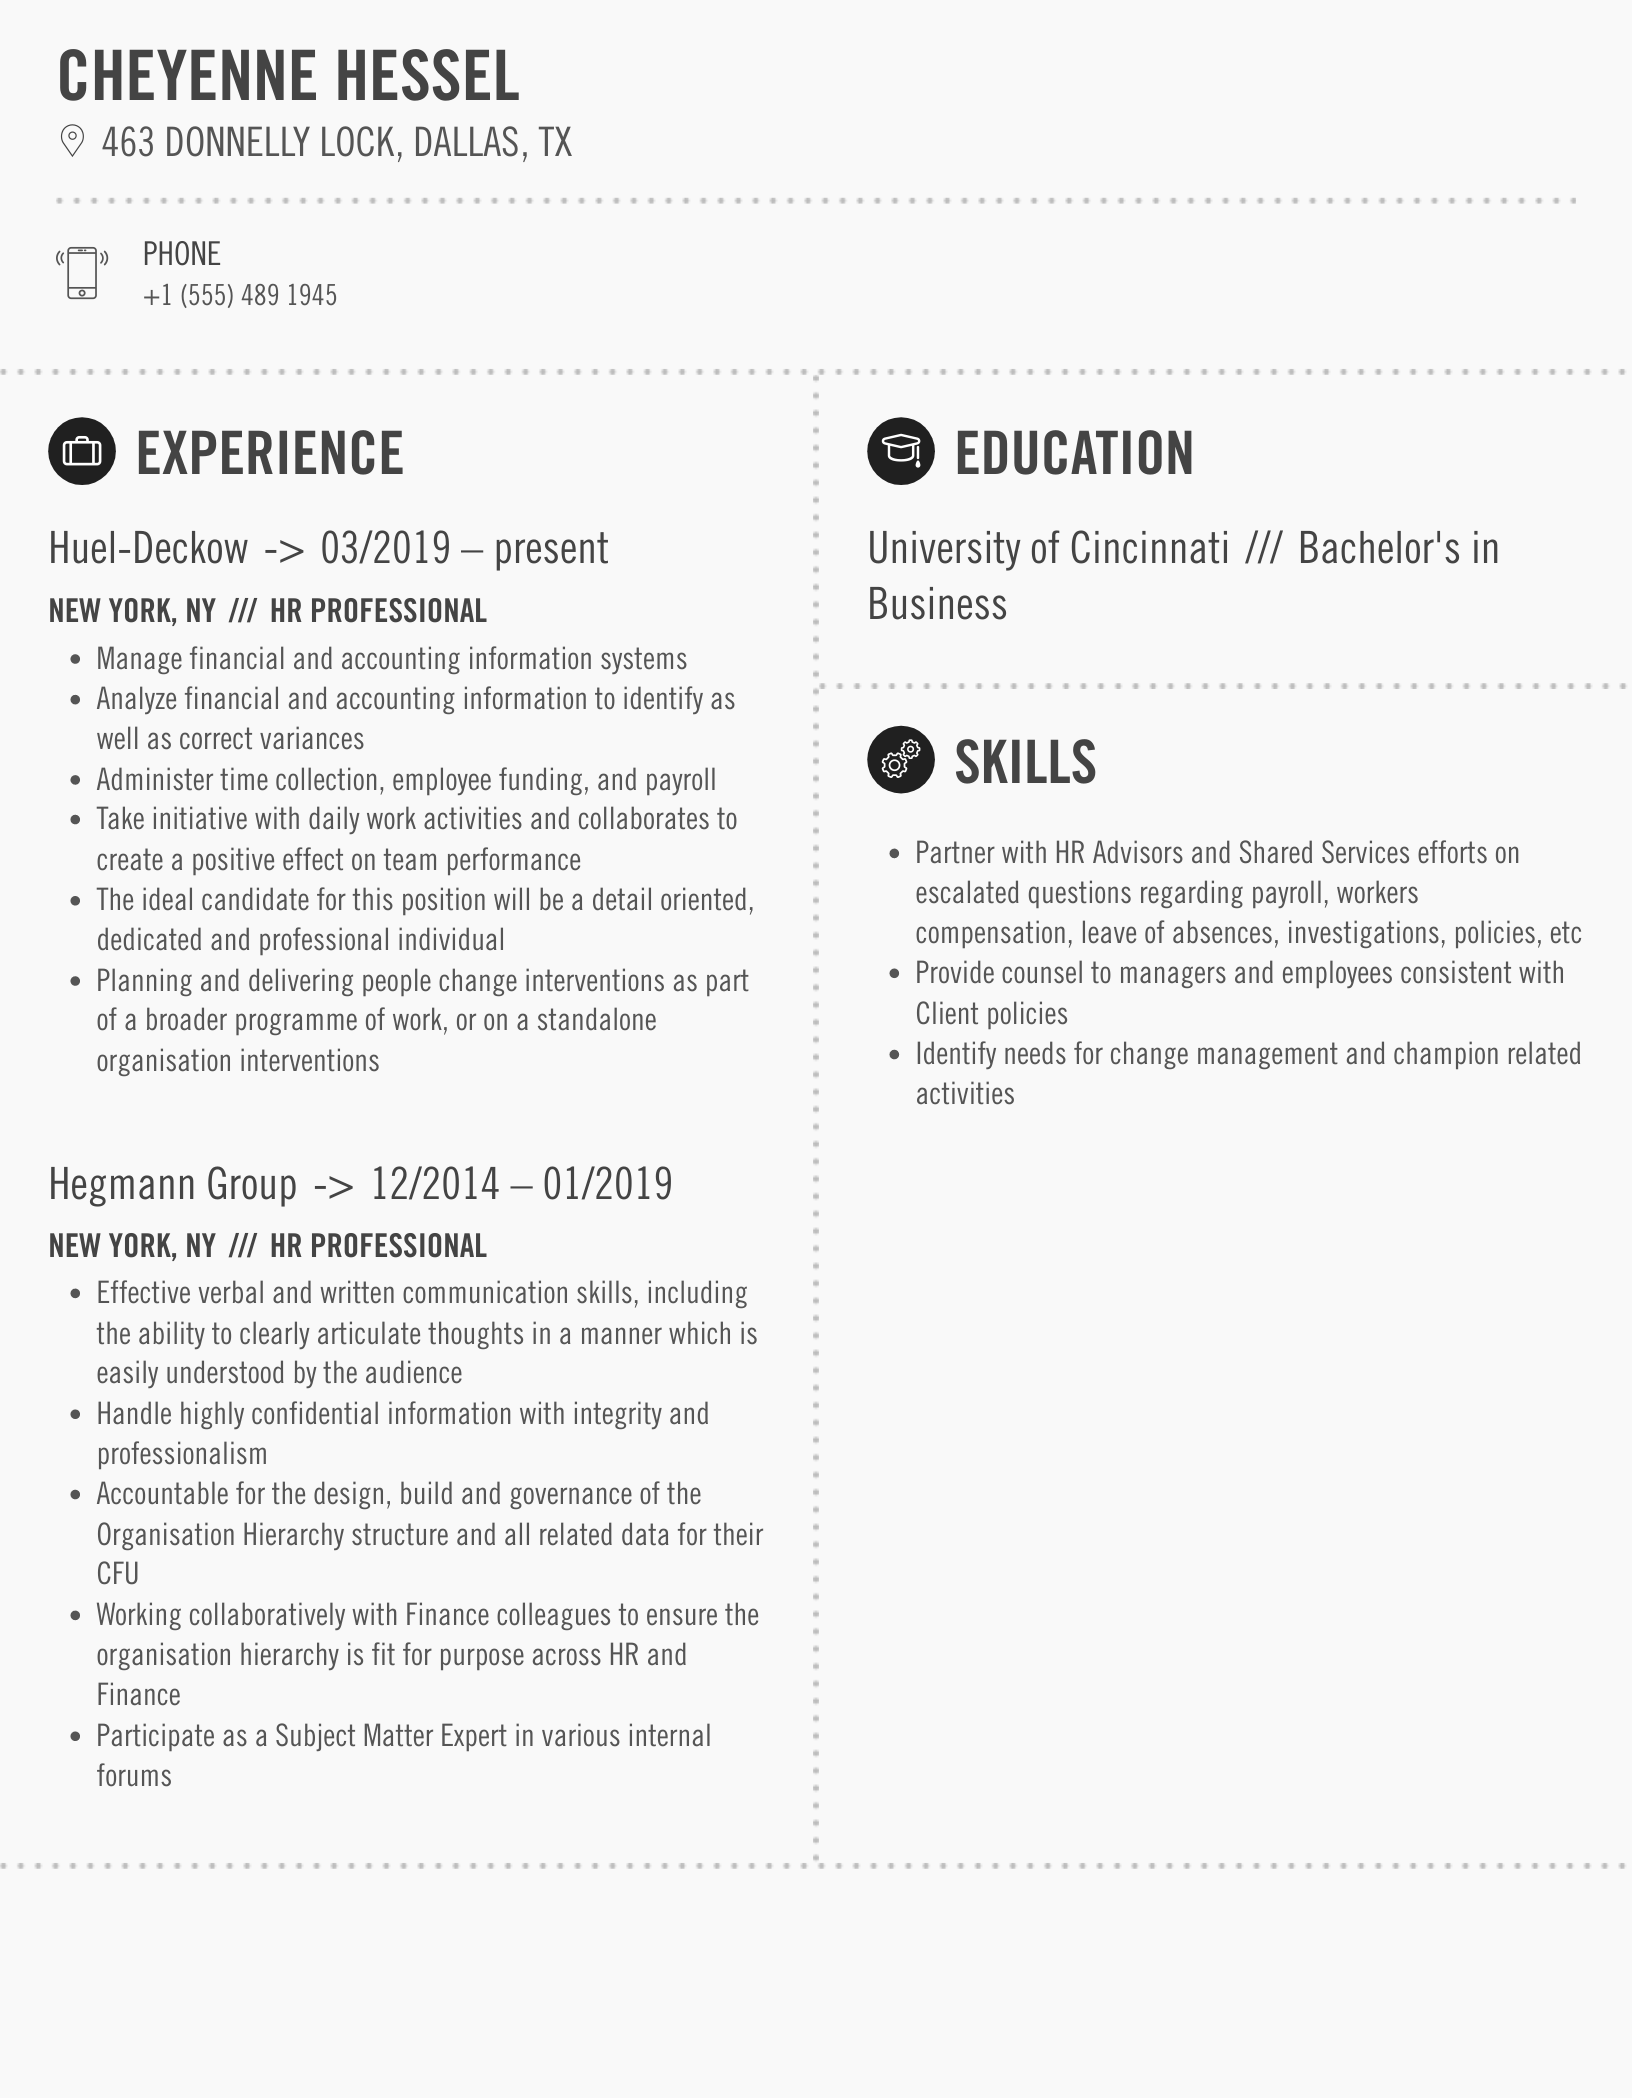 CHEYENNE HESSEL
463 DONNELLY LOCK, DALLAS, TX
PHONE
+1 (555) 489 1945
EXPERIENCE
Huel-Deckow -> 03/2019 – present
NEW YORK, NY /// HR PROFESSIONAL
• Manage financial and accounting information systems
• Analyze financial and accounting information to identify as
well as correct variances
• Administer time collection, employee funding, and payroll
• Take initiative with daily work activities and collaborates to
create a positive effect on team performance
• The ideal candidate for this position will be a detail oriented,
dedicated and professional individual
• Planning and delivering people change interventions as part
of a broader programme of work, or on a standalone
organisation interventions
Hegmann Group -> 12/2014 – 01/2019
NEW YORK, NY /// HR PROFESSIONAL
• Effective verbal and written communication skills, including
the ability to clearly articulate thoughts in a manner which is
easily understood by the audience
• Handle highly confidential information with integrity and
professionalism
• Accountable for the design, build and governance of the
Organisation Hierarchy structure and all related data for their
CFU
• Working collaboratively with Finance colleagues to ensure the
organisation hierarchy is fit for purpose across HR and
Finance
• Participate as a Subject Matter Expert in various internal
forums
EDUCATION
University of Cincinnati /// Bachelor's in
Business
SKILLS
• Partner with HR Advisors and Shared Services efforts on
escalated questions regarding payroll, workers
compensation, leave of absences, investigations, policies, etc
• Provide counsel to managers and employees consistent with
Client policies
• Identify needs for change management and champion related
activities